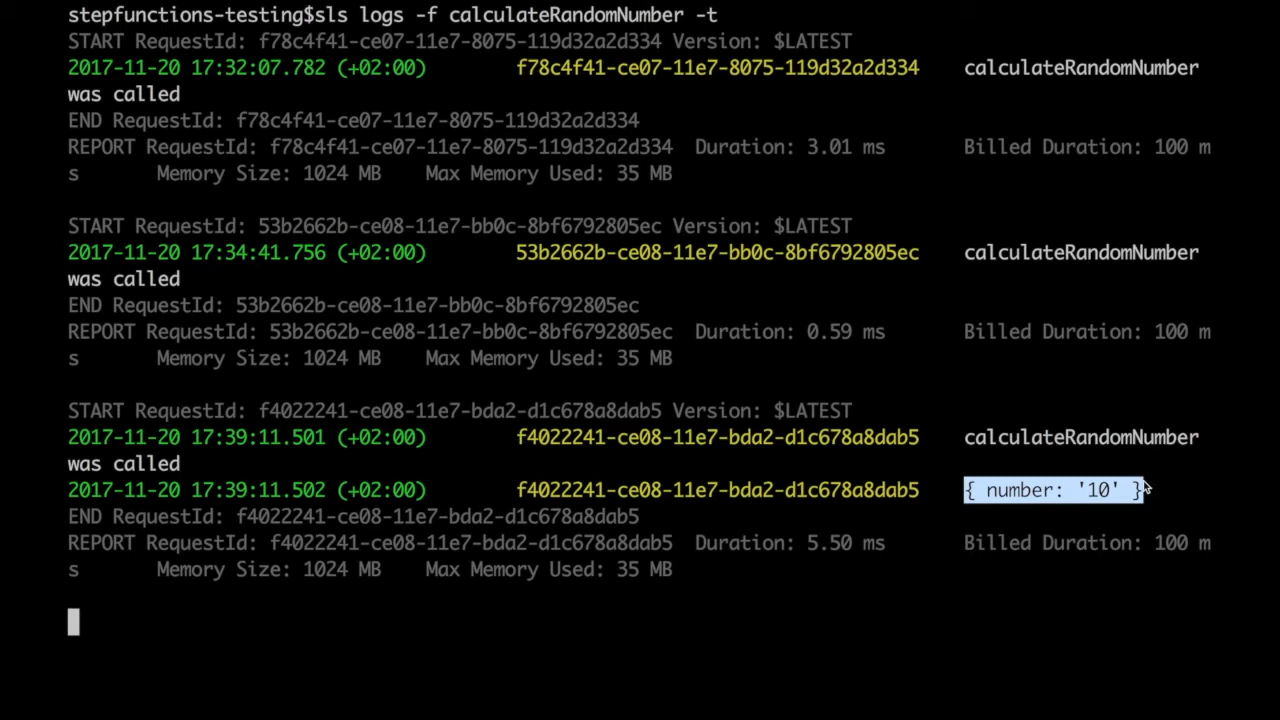 stepfunctions-testing$sls logs -f calculateRandomNumber -t
START RequestId: f78c4f41-ce07-11e7-8075-119d32a2d334 Version: $LATEST
2017-11-20 17:32:07.782 (+02:00) f78c4f41-ce07-11e7-8075-119d32a2d334 calculateRandomNumber
was called
END RequestId: f78c4f41-ce07-11e7-8075-119d32a2d334
REPORT RequestId: f78c4f41-ce07-11e7-8075-119d32a2d334 Duration: 3.01 ms Billed Duration: 100 m
s Memory Size: 1024 MB Max Memory Used: 35 MB
START RequestId: 53b2662b-ce08-11e7-bb0c-8bf6792805ec Version: $LATEST
2017-11-20 17:34:41.756 (+02:00) 53b2662b-ce08-11e7-bb0c-8bf6792805ec calculateRandomNumber
was called
END RequestId: 53b2662b-ce08-11e7-bb0c-8bf6792805ec
REPORT RequestId: 53b2662b-ce08-11e7-bb0c-8bf6792805ec Duration: 0.59 ms Billed Duration: 100 m
s Memory Size: 1024 MB Max Memory Used: 35 MB
START RequestId: f4022241-ce08-11e7-bda2-d1c678a8dab5 Version: $LATEST
2017-11-20 17:39:11.501 (+02:00) f4022241-ce08-11e7-bda2-d1c678a8dab5 calculateRandomNumber
was called
2017-11-20 17:39:11.502 (+02:00) f4022241-ce08-11e7-bda2-d1c678a8dab5 { number: '10' }
END RequestId: f4022241-ce08-11e7-bda2-d1c678a8dab5
REPORT RequestId: f4022241-ce08-11e7-bda2-d1c678a8dab5 Duration: 5.50 ms Billed Duration: 100 m
s Memory Size: 1024 MB Max Memory Used: 35 MB